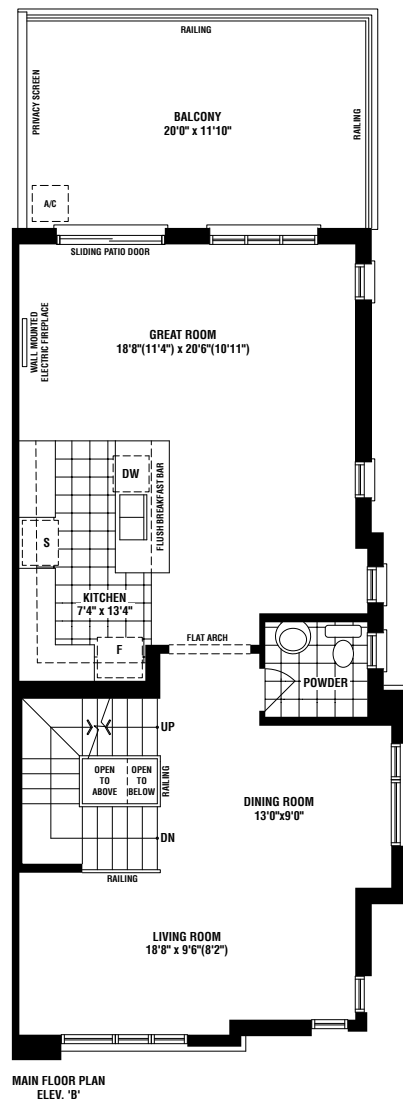 RAILING
PRIVACY SCREEN
BALCONY
20'0" x 11'10"
RAILING
A/C
SLIDING PATIO DOOR
WALL MOUNTED
ELECTRIC FIREPLACE
GREAT ROOM
18'8"(11'4") x 20'6"(10'11")
DW
FLUSH BREAKFAST BAR
S
KITCHEN
7'4" x 13'4"
F
FLAT ARCH
POWDER
UP
OPEN
TO
ABOVE
OPEN
TO
BELOW
RAILING
DINING ROOM
13'0"x9'0"
DN
RAILING
LIVING ROOM
18'8" x 9'6"(8'2")
MAIN FLOOR PLAN
ELEV. 'B'